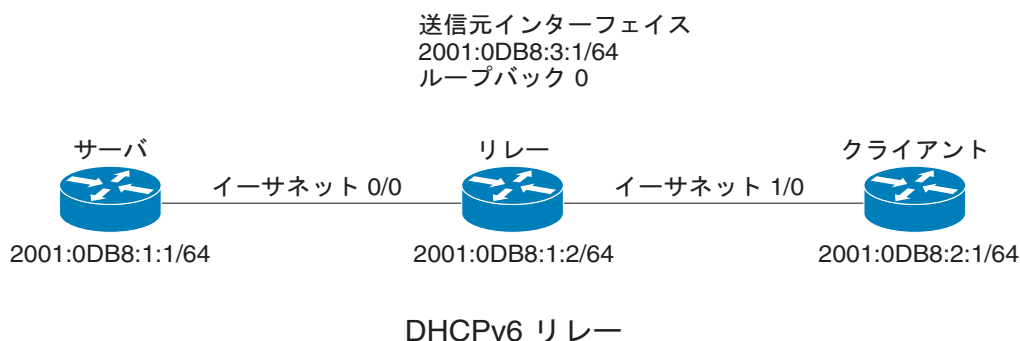 送信元インターフェイス
2001:0DB8:3:1/64
ループバック 0
サーバ
リレー
クライアント
イーサネット 0/0
イーサネット 1/0
2001:0DB8:1:1/64
2001:0DB8:1:2/64
2001:0DB8:2:1/64
DHCPv6 リレー